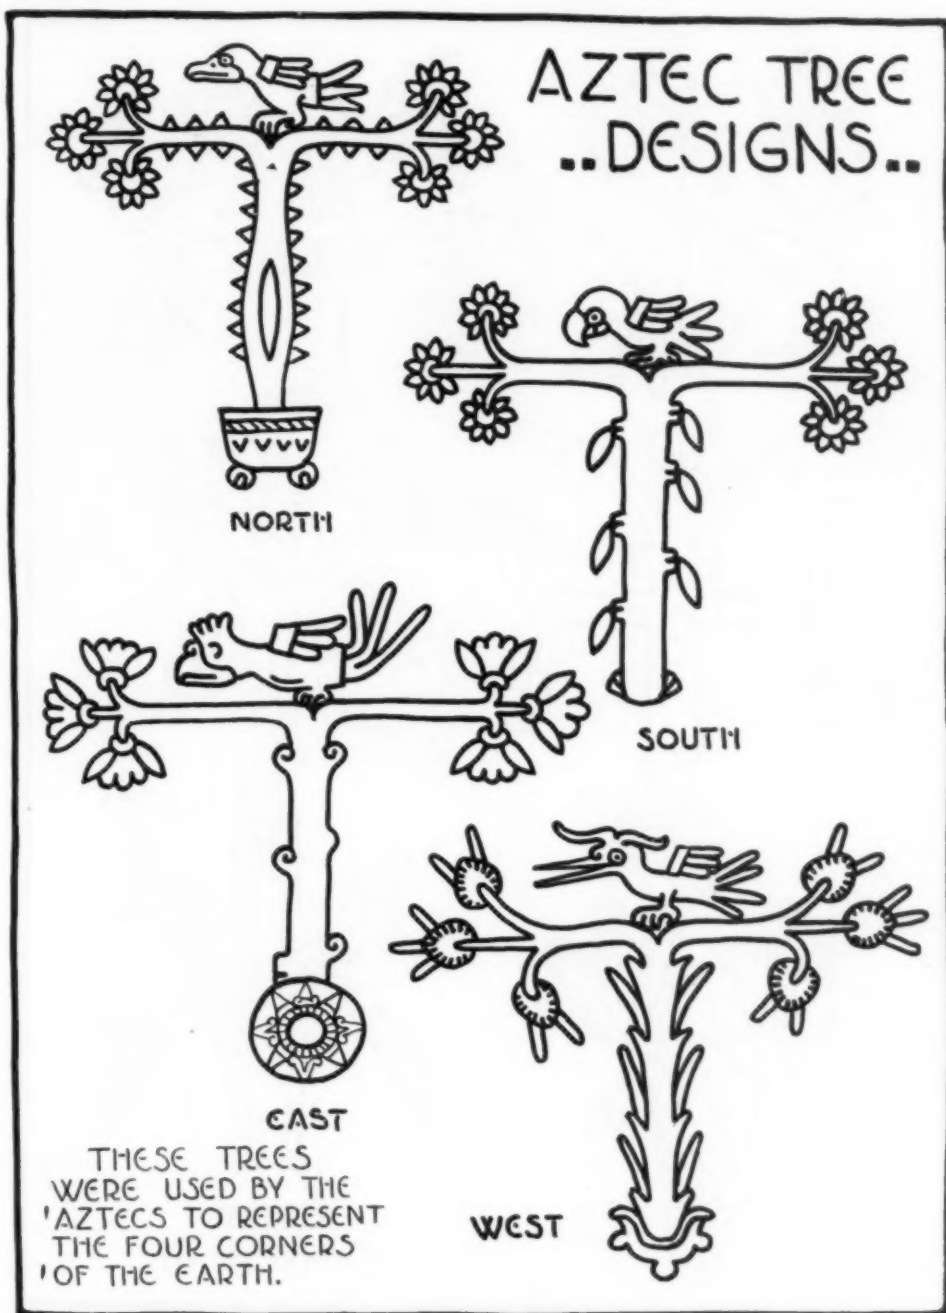 AZTEC TREE
..DESIGNS..
NORTH
SOUTH
EAST
THESE TREES
WERE USED BY THE
'AZTECS TO REPRESENT
THE FOUR CORNERS
'OF THE EARTH.
WEST